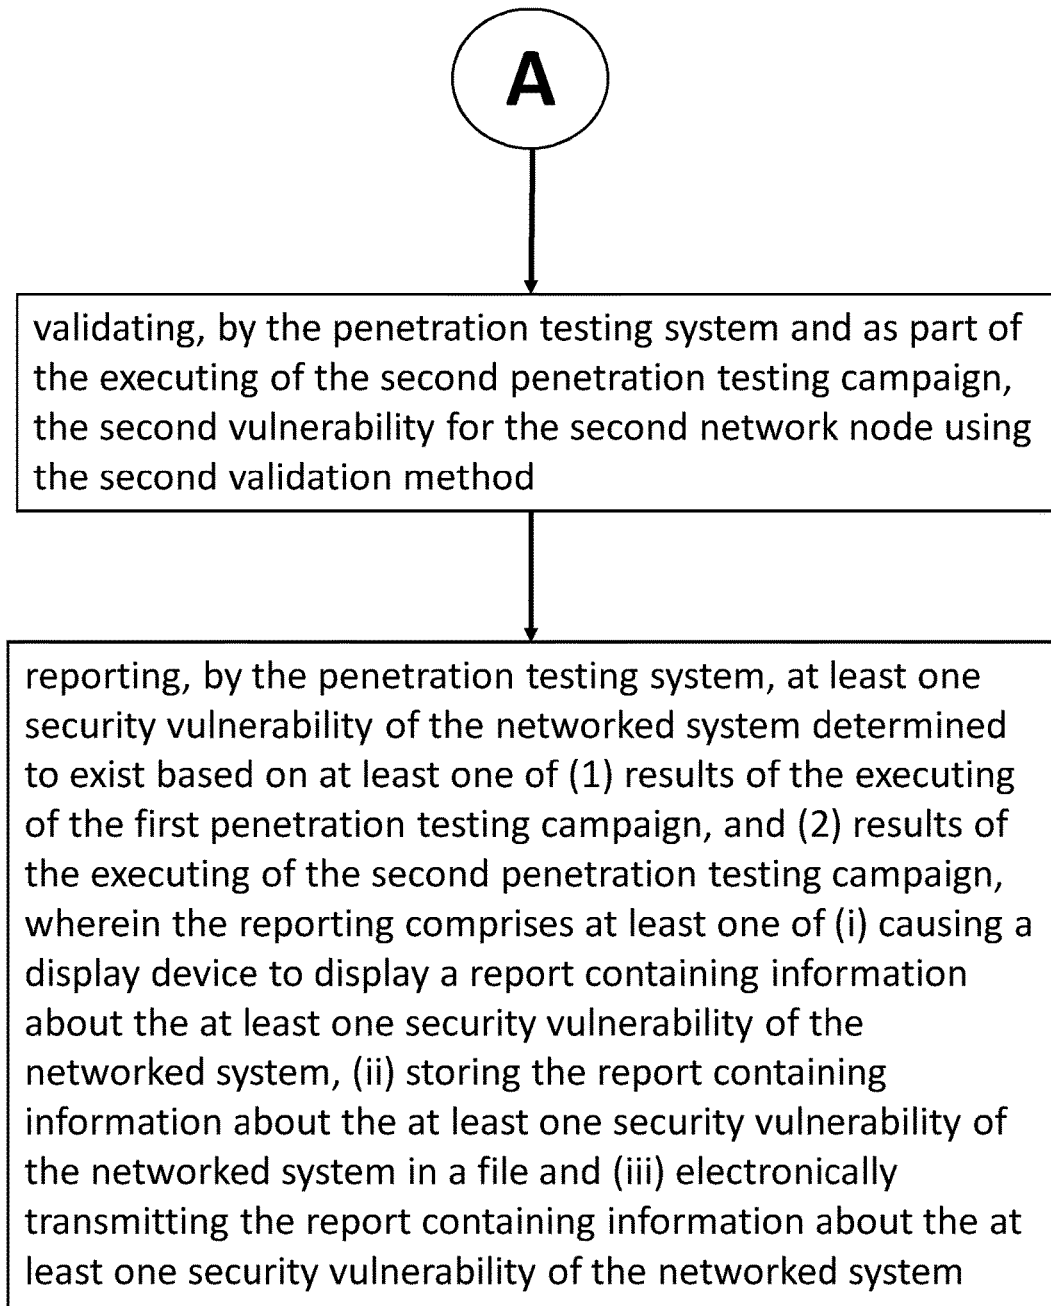 A
validating, by the penetration testing system and as part of
the executing of the second penetration testing campaign,
the second vulnerability for the second network node using
the second validation method
reporting, by the penetration testing system, at least one
security vulnerability of the networked system determined
to exist based on at least one of (1) results of the executing
of the first penetration testing campaign, and (2) results of
the executing of the second penetration testing campaign,
wherein the reporting comprises at least one of (i) causing a
display device to display a report containing information
about the at least one security vulnerability of the
networked system, (ii) storing the report containing
information about the at least one security vulnerability of
the networked system in a file and (iii) electronically
transmitting the report containing information about the at
least one security vulnerability of the networked system